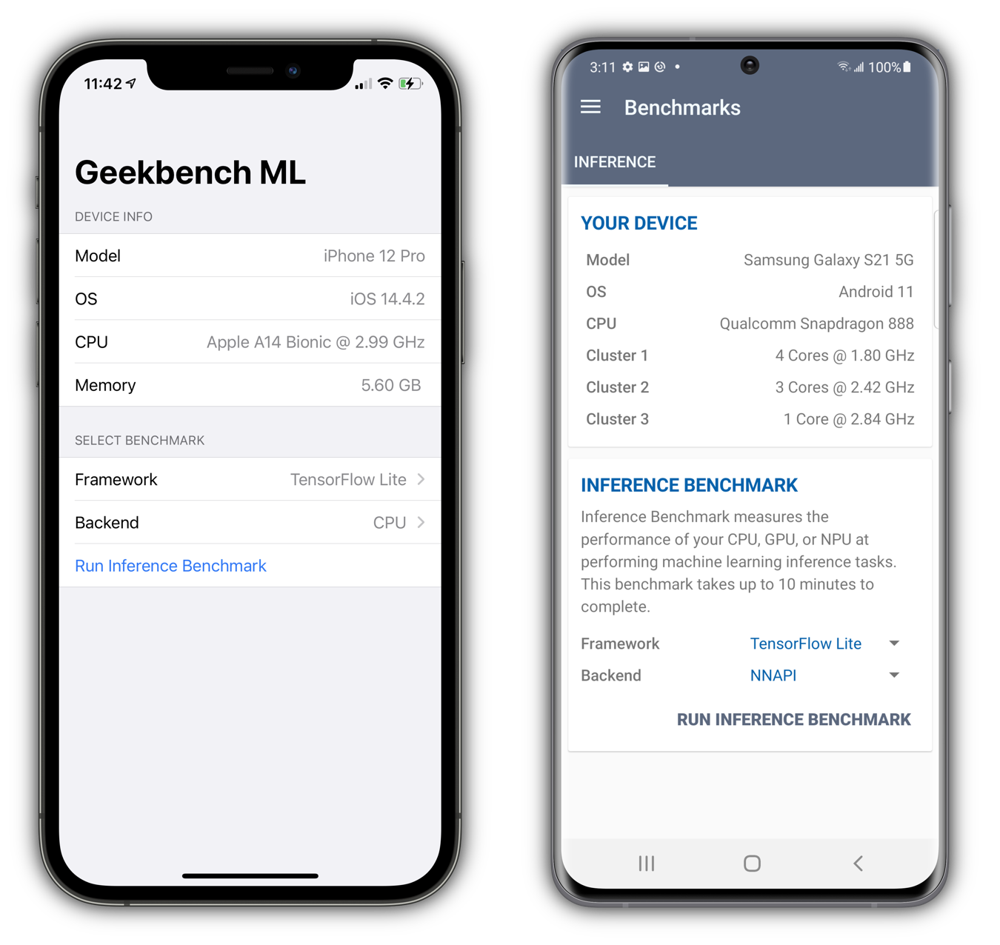 11:42
Geekbench ML
DEVICE INFO
Model iPhone 12 Pro
OS iOS 14.4.2
CPU Apple A14 Bionic @ 2.99 GHz
Memory 5.60 GB
SELECT BENCHMARK
Framework TensorFlow Lite
Backend CPU
Run Inference Benchmark
3:11 100%
Benchmarks
INFERENCE
YOUR DEVICE
Model Samsung Galaxy S21 5G
OS Android 11
CPU Qualcomm Snapdragon 888
Cluster 1 4 Cores @ 1.80 GHz
Cluster 2 3 Cores @ 2.42 GHz
Cluster 3 1 Core @ 2.84 GHz
INFERENCE BENCHMARK
Inference Benchmark measures the
performance of your CPU, GPU, or NPU at
performing machine learning inference tasks.
This benchmark takes up to 10 minutes to
complete.
Framework TensorFlow Lite
Backend NNAPI
RUN INFERENCE BENCHMARK